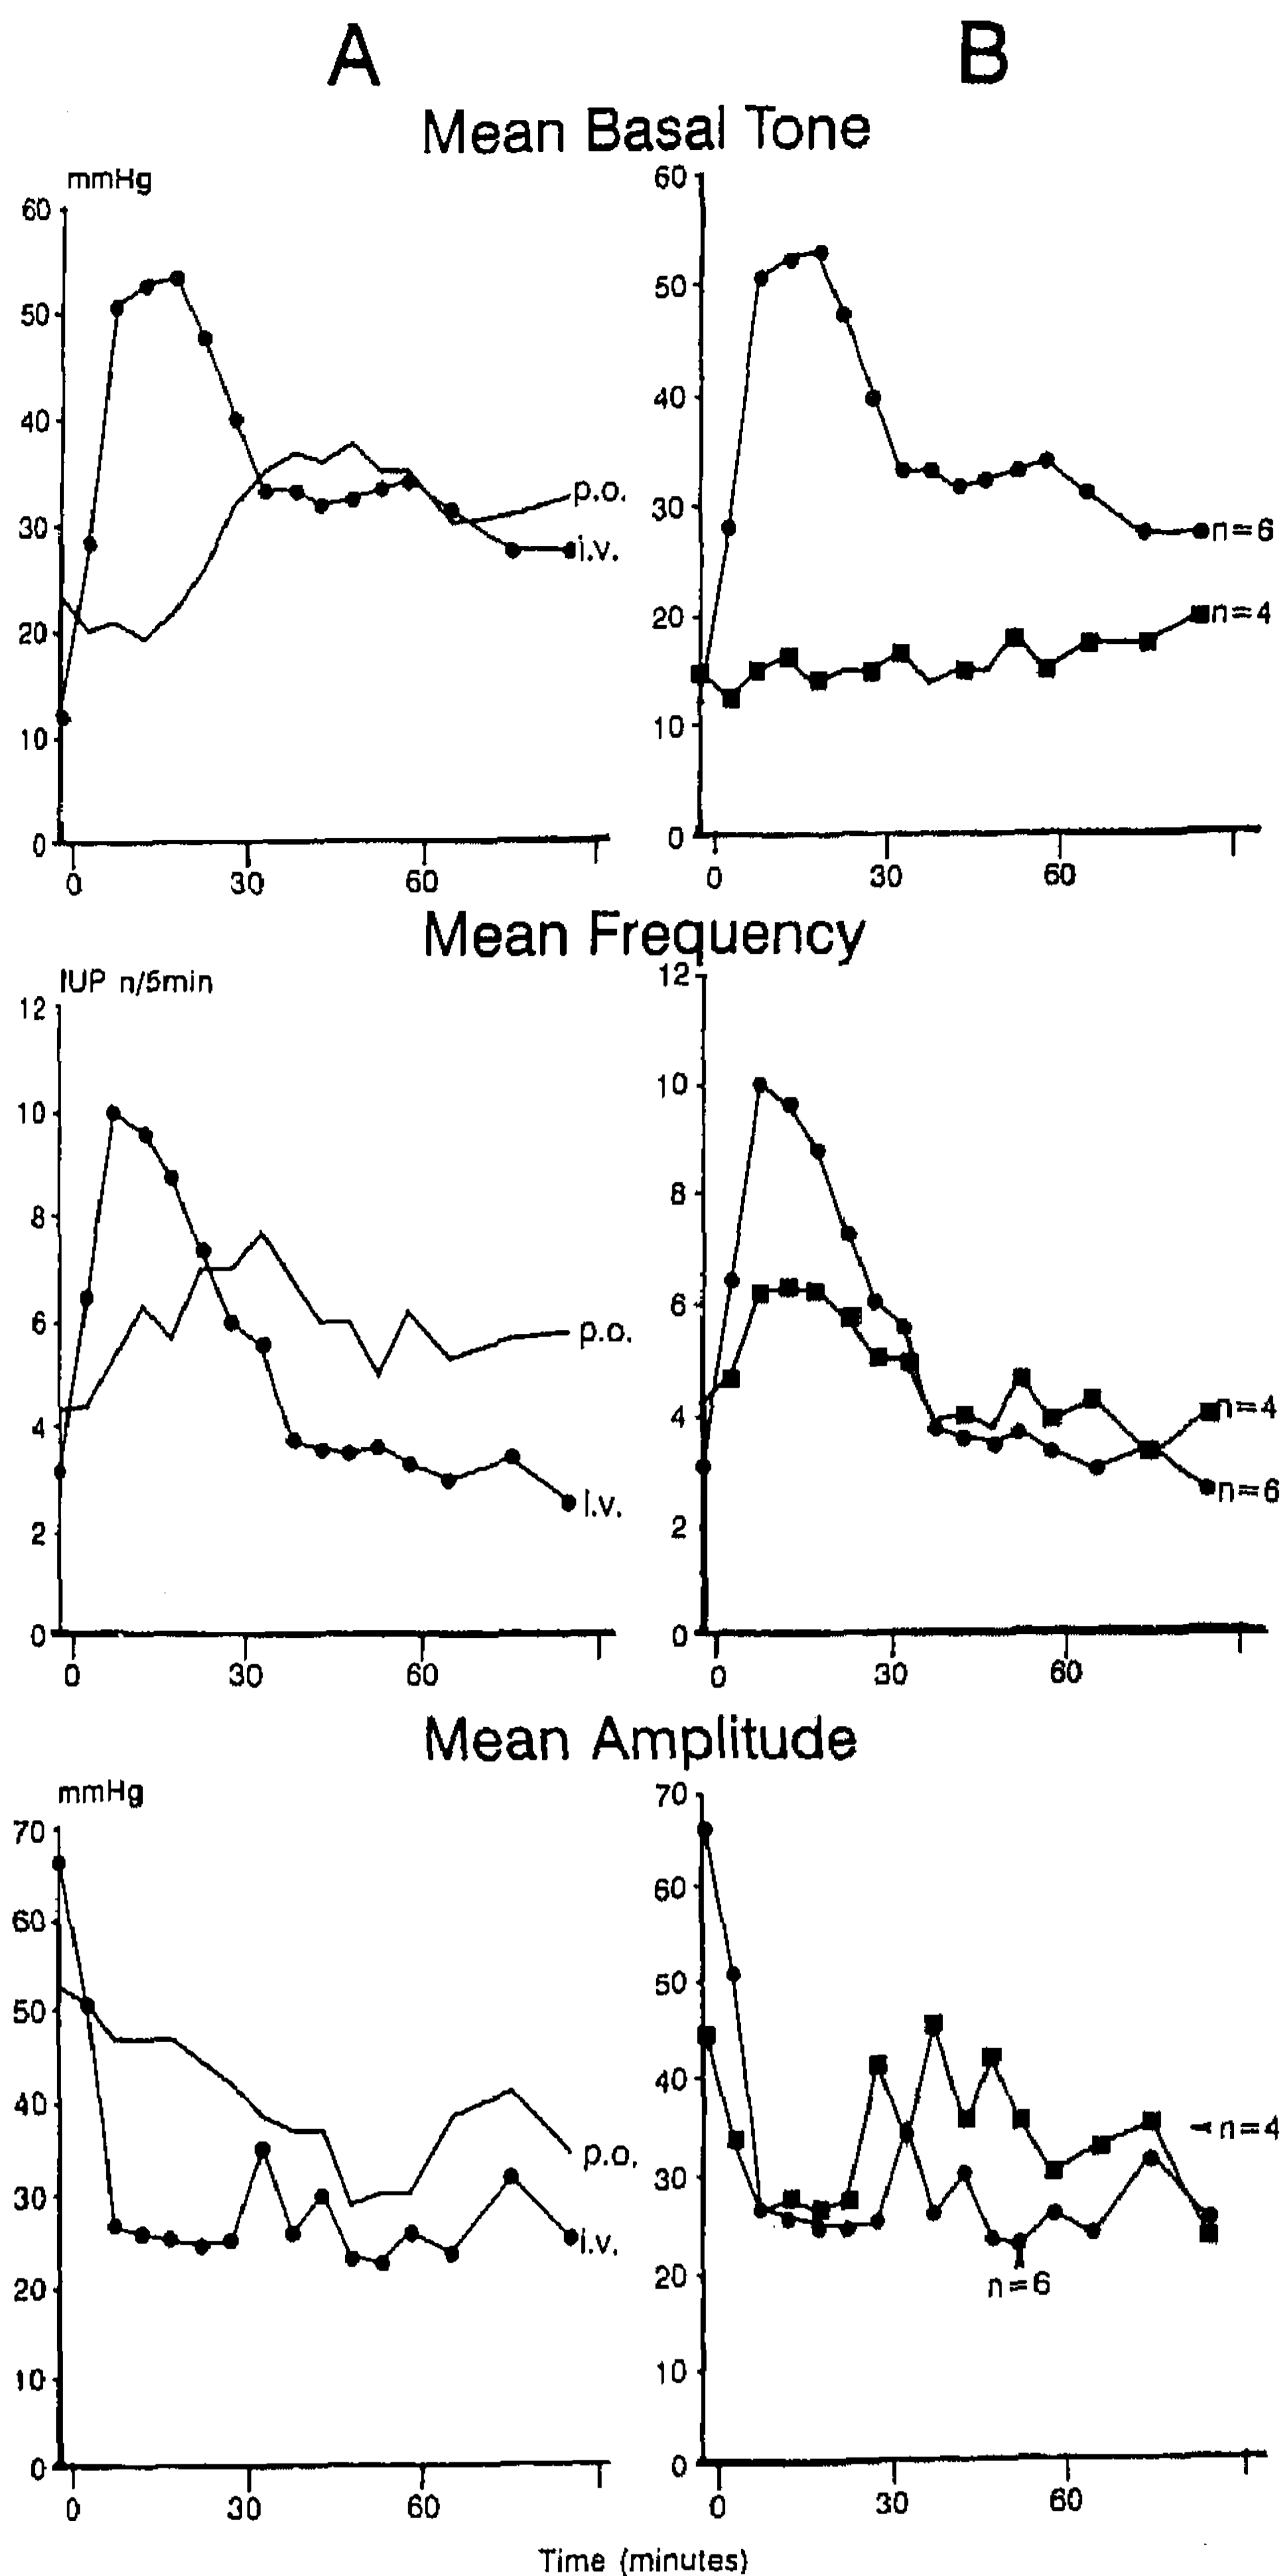 A B
Mean Basal Tone
mmHg
60
50
40
30
20
10
0
0 30 60
p.o.
i.v.
60
50
40
30
20
10
0
0 30 60
n=6
n=4
Mean Frequency
IUP n/5min
12
10
8
6
4
2
0
0 30 60
p.o.
i.v.
12
10
8
6
4
2
0
0 30 60
n=4
n=6
Mean Amplitude
mmHg
70
60
50
40
30
20
10
0
0 30 60
p.o.
i.v.
70
60
50
40
30
20
10
0
0 30 60
n=4
n=6
Time (minutes)